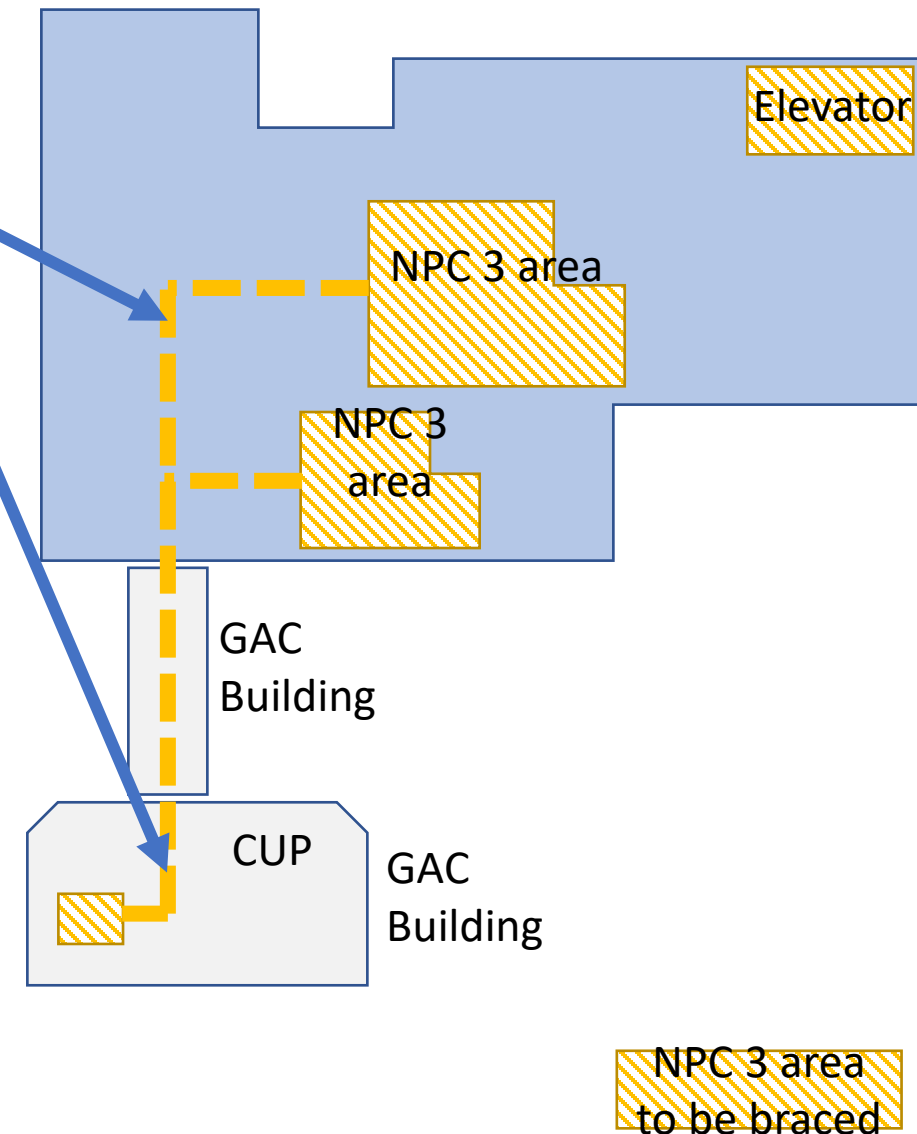 Elevator
NPC 3 area
NPC 3
area
GAC
Building
CUP
GAC
Building
NPC 3 area
to be braced